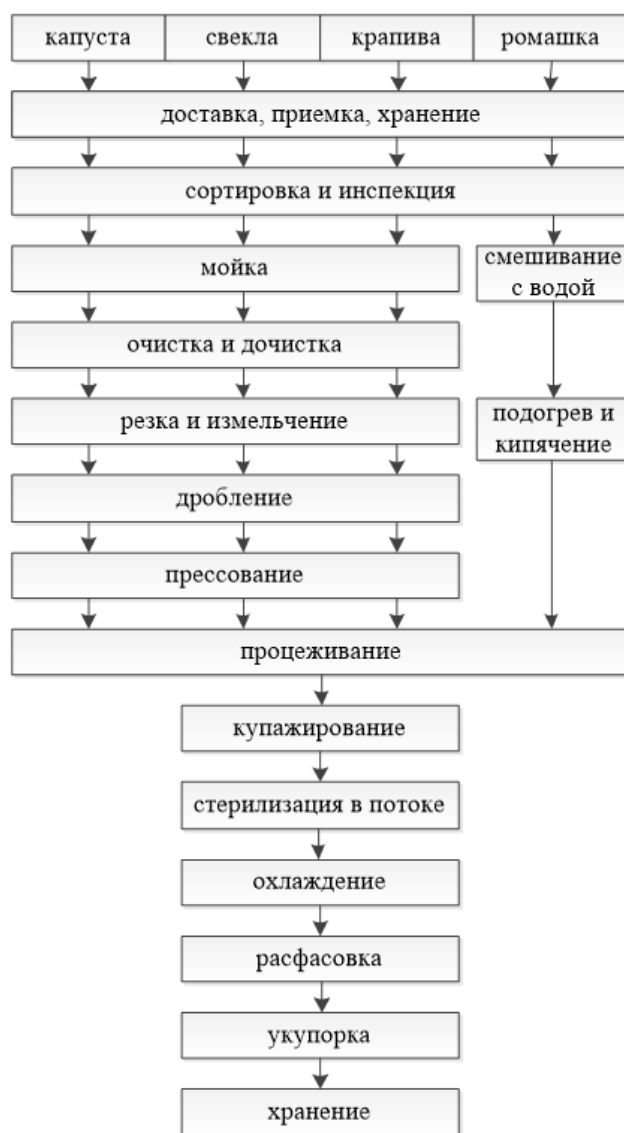 капуста
свекла
крапива
ромашка
доставка, приемка, хранение
сортировка и инспекция
мойка
смешивание
с водой
очистка и дочистка
резка и измельчение
подогрев и
кипячение
дробление
прессование
процеживание
купажирование
стерилизация в потоке
охлаждение
расфасовка
укупорка
хранение